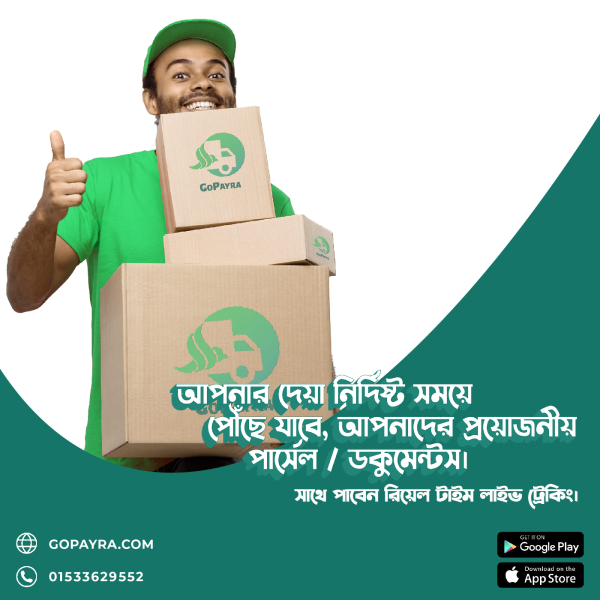 GoPayra
আপনার দেয়া নির্দিষ্ট সময়ে
পৌঁছে যাবে, আপনাদের প্রয়োজনীয়
পার্সেল / ডকুমেন্টস।
সাথে পাবেন রিয়েল টাইম লাইভ ট্রেকিং।
GOPAYRA.COM
01533629552
GET IT ON
Google Play
Download on the
App Store